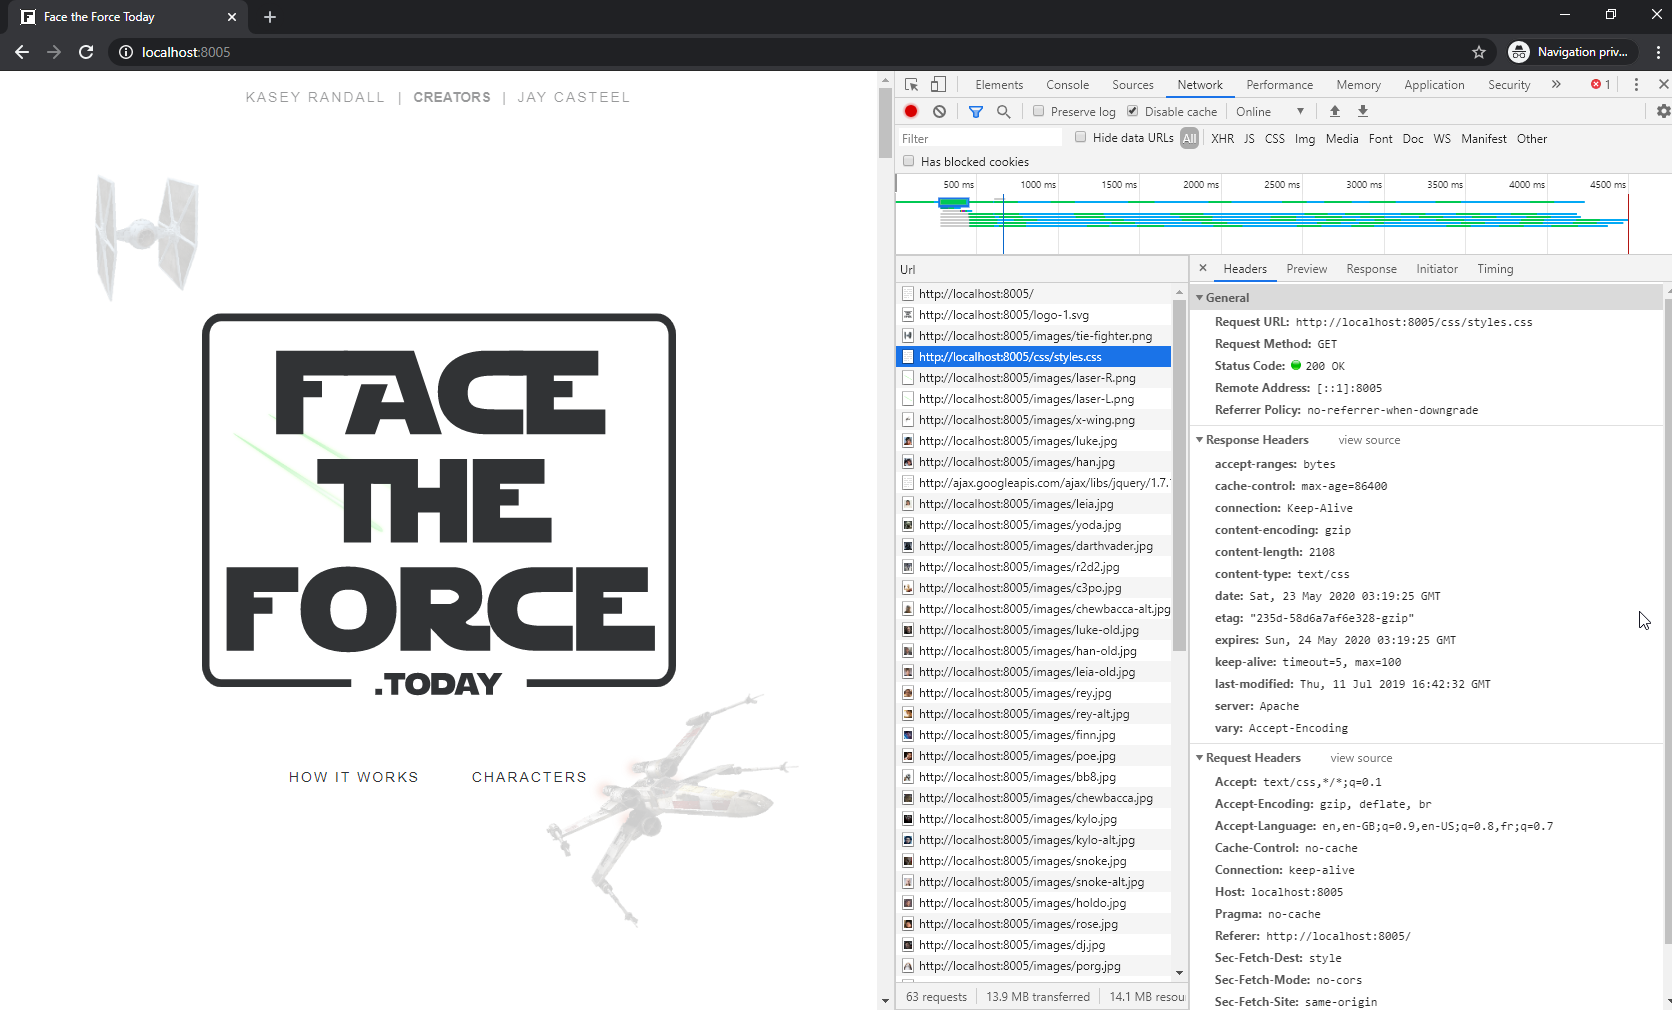 Face the Force Today
localhost:8005
Navigation priv...
KASEY RANDALL | CREATORS | JAY CASTEEL
FACE
THE
FORCE
.TODAY
HOW IT WORKS CHARACTERS
Elements Console Sources Network Performance Memory Application Security 1
Preserve log Disable cache Online
Filter Hide data URLs All XHR JS CSS Img Media Font Doc WS Manifest Other
Has blocked cookies
500 ms 1000 ms 1500 ms 2000 ms 2500 ms 3000 ms 3500 ms 4000 ms 4500 ms
Url
http://localhost:8005/
http://localhost:8005/logo-1.svg
http://localhost:8005/images/tie-fighter.png
http://localhost:8005/css/styles.css
http://localhost:8005/images/laser-R.png
http://localhost:8005/images/laser-L.png
http://localhost:8005/images/x-wing.png
http://localhost:8005/images/luke.jpg
http://localhost:8005/images/han.jpg
http://ajax.googleapis.com/ajax/libs/jquery/1.7.
http://localhost:8005/images/leia.jpg
http://localhost:8005/images/yoda.jpg
http://localhost:8005/images/darthvader.jpg
http://localhost:8005/images/r2d2.jpg
http://localhost:8005/images/c3po.jpg
http://localhost:8005/images/chewbacca-alt.jpg
http://localhost:8005/images/luke-old.jpg
http://localhost:8005/images/han-old.jpg
http://localhost:8005/images/leia-old.jpg
http://localhost:8005/images/rey.jpg
http://localhost:8005/images/rey-alt.jpg
http://localhost:8005/images/finn.jpg
http://localhost:8005/images/poe.jpg
http://localhost:8005/images/bb8.jpg
http://localhost:8005/images/chewbacca.jpg
http://localhost:8005/images/kylo.jpg
http://localhost:8005/images/kylo-alt.jpg
http://localhost:8005/images/snoke.jpg
http://localhost:8005/images/snoke-alt.jpg
http://localhost:8005/images/holdo.jpg
http://localhost:8005/images/rose.jpg
http://localhost:8005/images/dj.jpg
http://localhost:8005/images/porg.jpg
63 requests 13.9 MB transferred 14.1 MB resou
Headers Preview Response Initiator Timing
General
Request URL: http://localhost:8005/css/styles.css
Request Method: GET
Status Code: 200 OK
Remote Address: [::1]:8005
Referrer Policy: no-referrer-when-downgrade
Response Headers view source
accept-ranges: bytes
cache-control: max-age=86400
connection: Keep-Alive
content-encoding: gzip
content-length: 2108
content-type: text/css
date: Sat, 23 May 2020 03:19:25 GMT
etag: "235d-58d6a7af6e328-gzip"
expires: Sun, 24 May 2020 03:19:25 GMT
keep-alive: timeout=5, max=100
last-modified: Thu, 11 Jul 2019 16:42:32 GMT
server: Apache
vary: Accept-Encoding
Request Headers view source
Accept: text/css,*/*;q=0.1
Accept-Encoding: gzip, deflate, br
Accept-Language: en,en-GB;q=0.9,en-US;q=0.8,fr;q=0.7
Cache-Control: no-cache
Connection: keep-alive
Host: localhost:8005
Pragma: no-cache
Referer: http://localhost:8005/
Sec-Fetch-Dest: style
Sec-Fetch-Mode: no-cors
Sec-Fetch-Site: same-origin